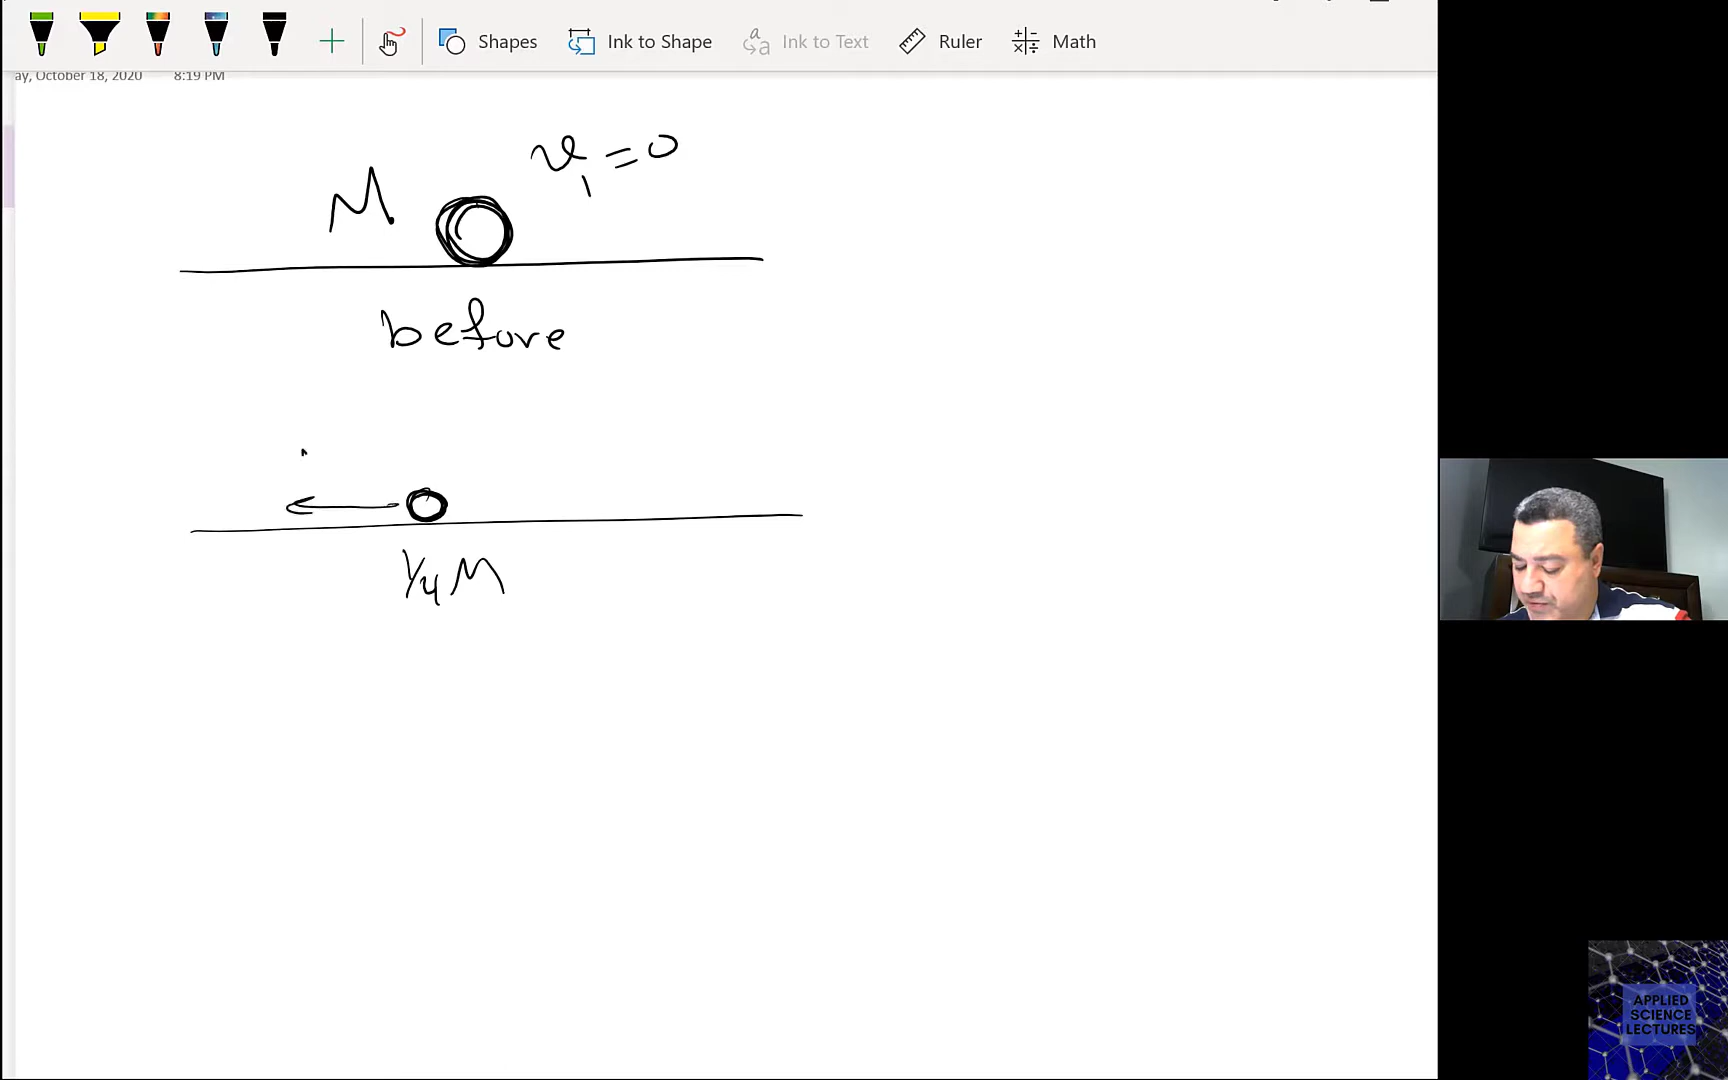 Shapes Ink to Shape Ink to Text Ruler Math
ay, October 18, 2020 8:19 PM
M
v₁ = 0
before
1/4 M
APPLIED
SCIENCE
LECTURES